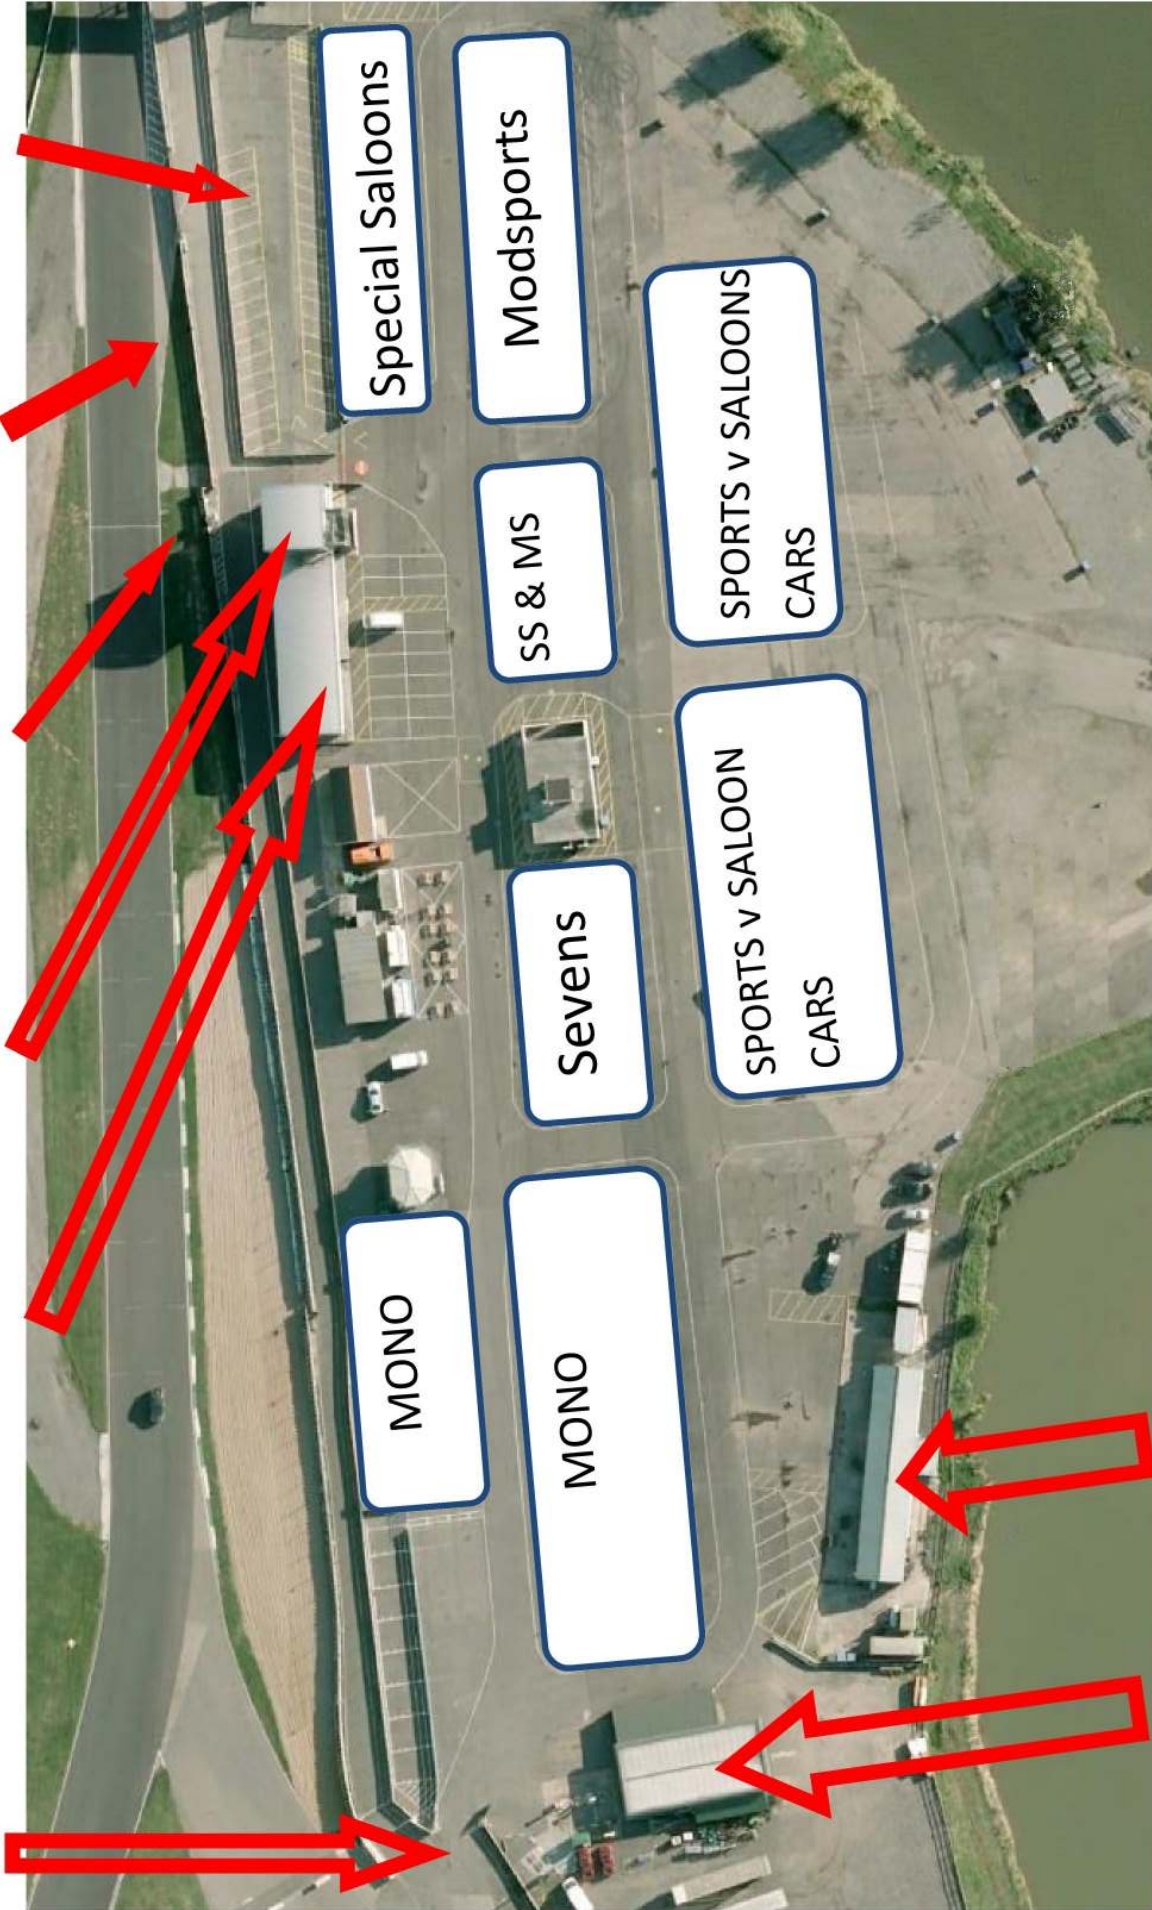 Special Saloons
Modsports
SPORTS v SALOONS
CARS
SS & MS
SPORTS v SALOON
CARS
Sevens
MONO
MONO